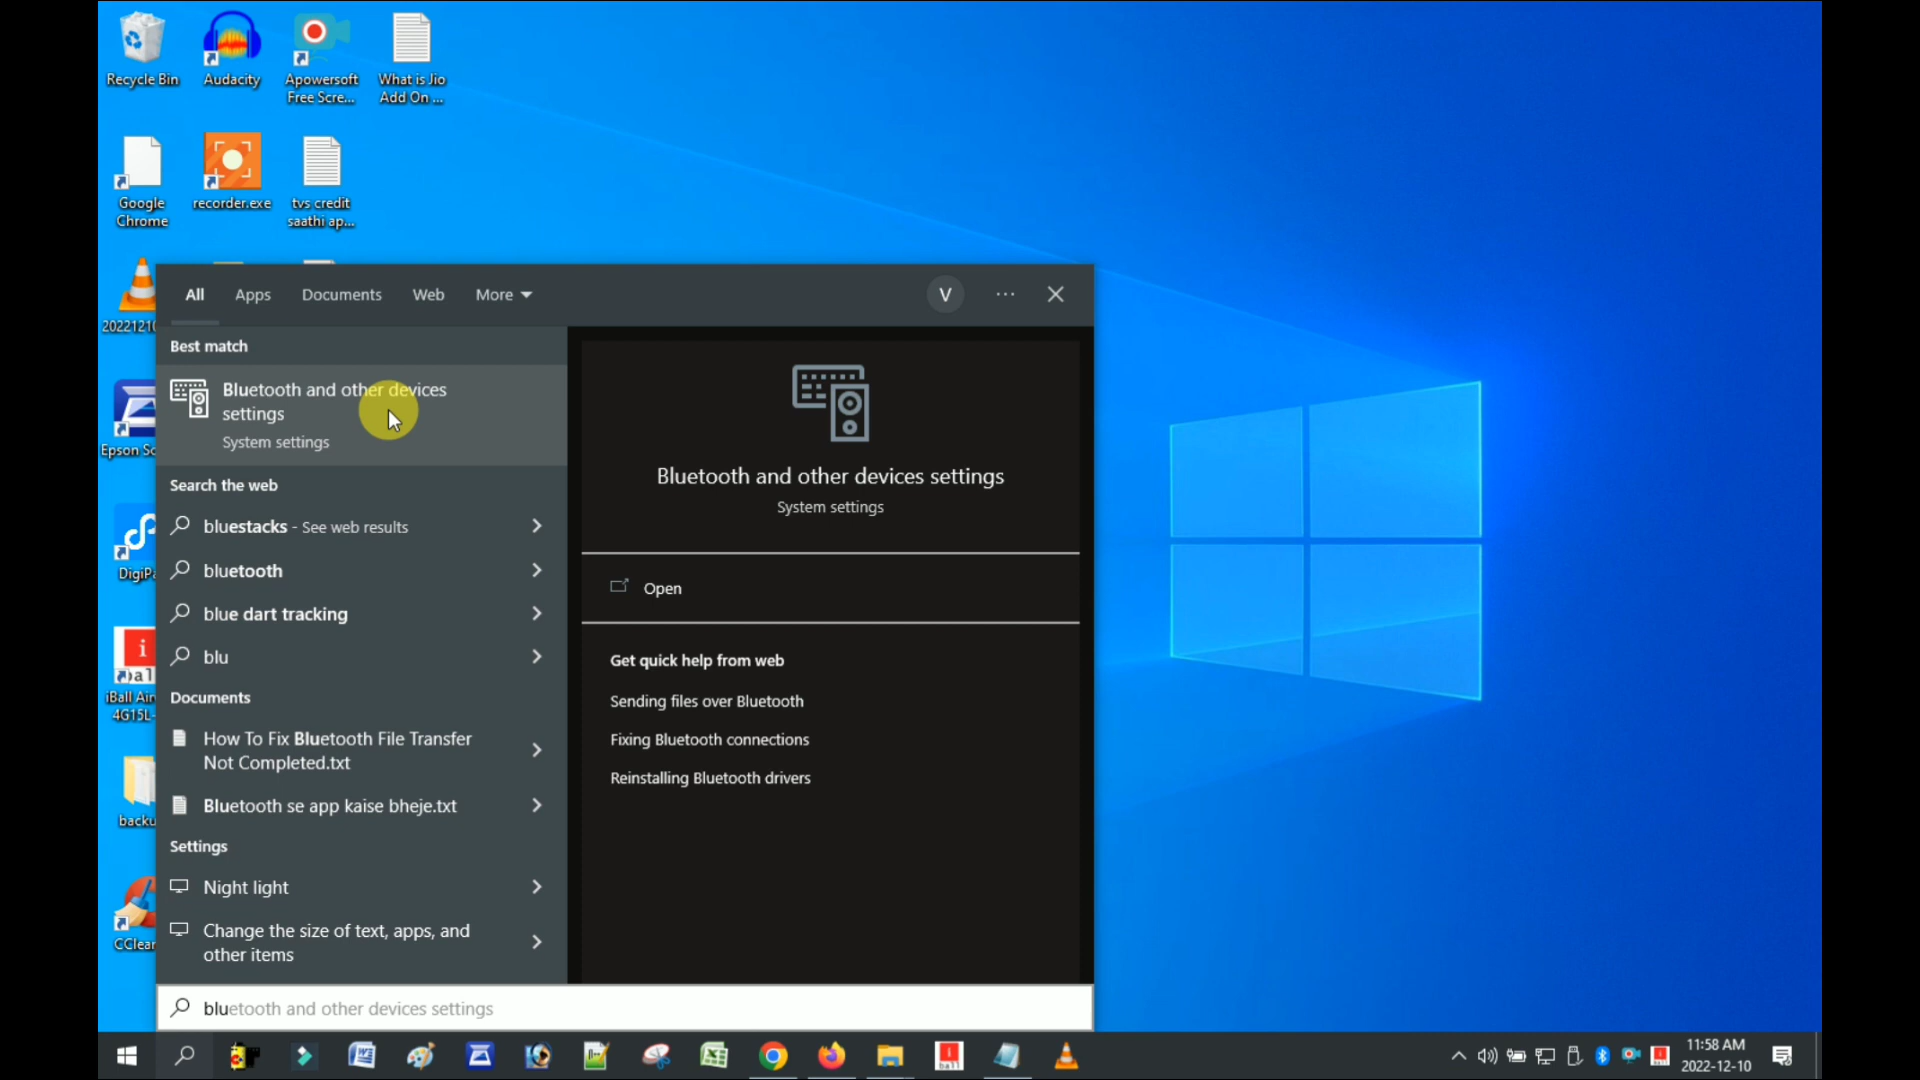 Recycle Bin
Audacity
Apowersoft
Free Scre...
What is Jio
Add On ...
Google
Chrome
recorder.exe
tvs credit
saathi ap...
Epson Sc
iBall Air
4G15L-
All
Apps
Documents
Web
More
V
Best match
Bluetooth and other devices
settings
System settings
Search the web
bluestacks - See web results
bluetooth
blue dart tracking
blu
Documents
How To Fix Bluetooth File Transfer
Not Completed.txt
Bluetooth se app kaise bheje.txt
Settings
Night light
Change the size of text, apps, and
other items
Bluetooth and other devices settings
System settings
Open
Get quick help from web
Sending files over Bluetooth
Fixing Bluetooth connections
Reinstalling Bluetooth drivers
bluetooth and other devices settings
11:58 AM
2022-12-10